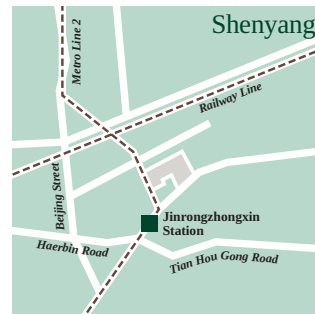 Shenyang
Metro Line 2
Railway Line
Beijing Street
Jinrongzhongxin
Station
Haerbin Road
Tian Hou Gong Road